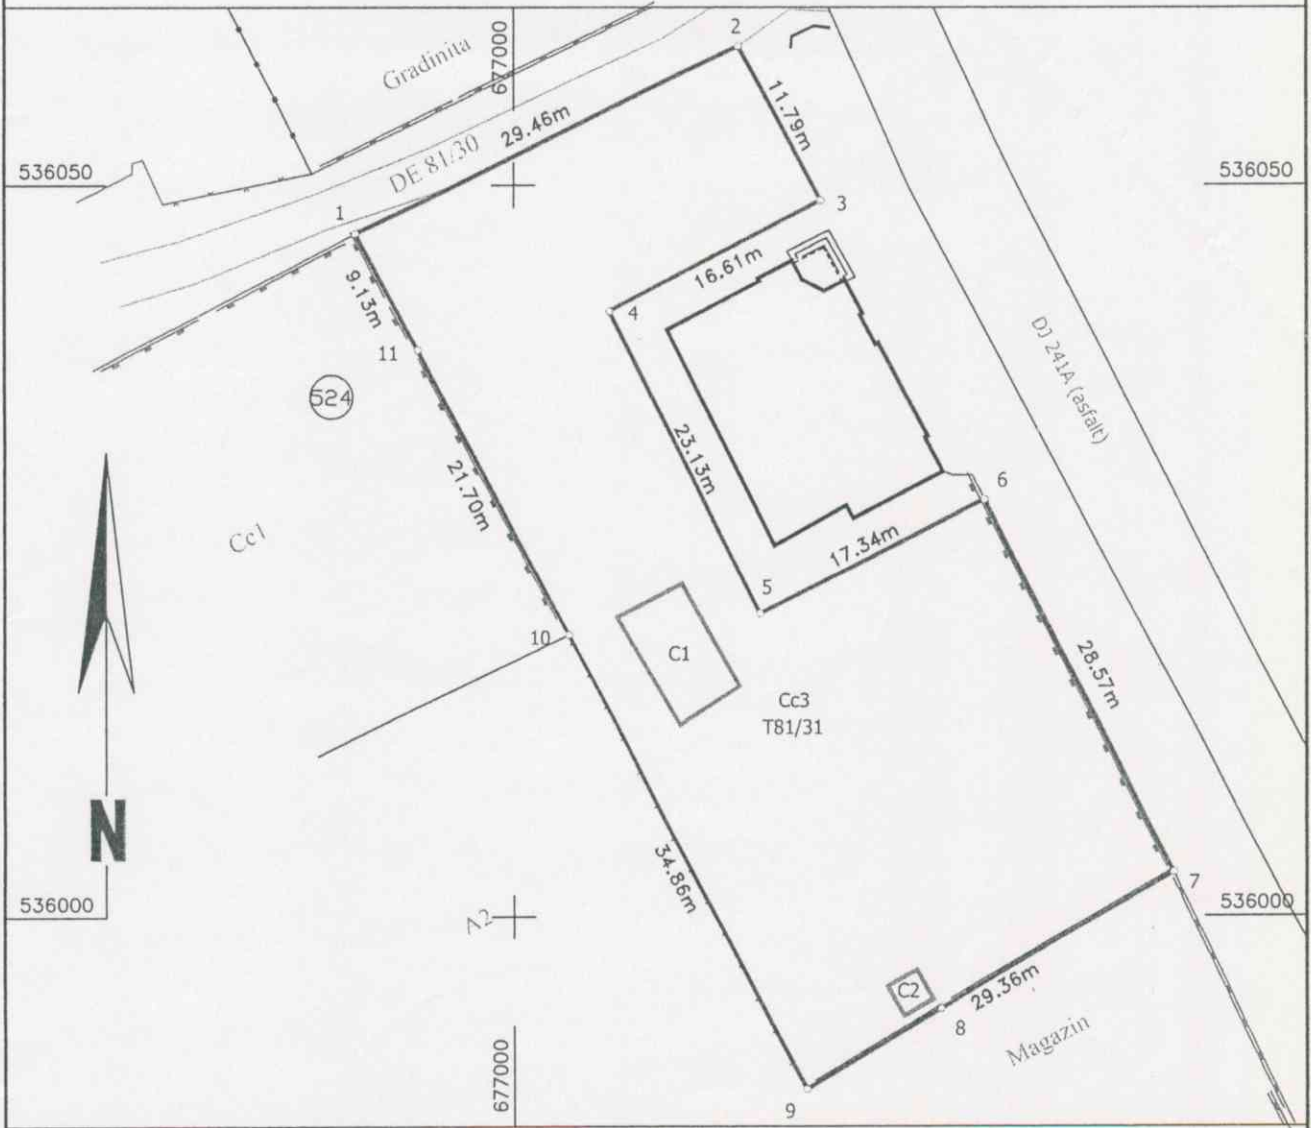 2
677000
Gradinita
11.79m
29.46m
DE 81/30
536050
536050
1
3
16.61m
9.13m
4
11
DJ 241A (asfalt)
524
23.13m
21.70m
6
Cc1
17.34m
5
10
C1
28.57m
Cc3
T81/31
N
34.86m
7
536000
536000
A2
C2
29.36m
8
Magazin
677000
9